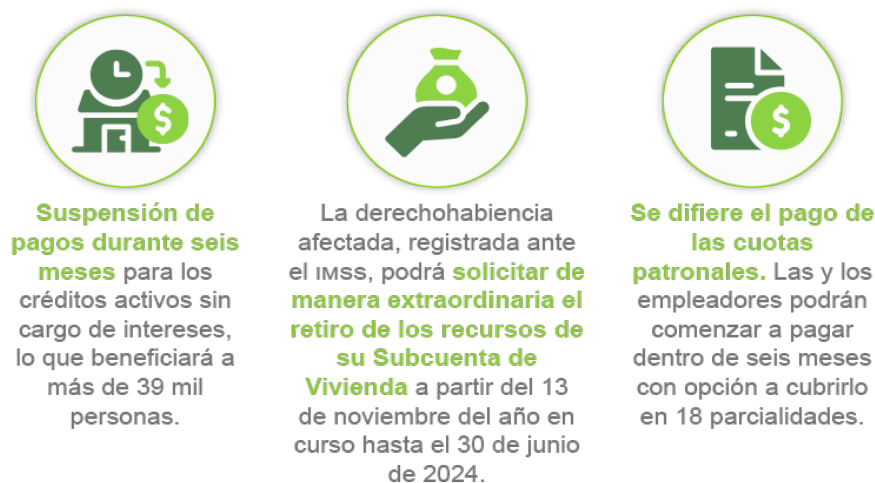 $
Suspensión de
pagos durante seis
meses para los
créditos activos sin
cargo de intereses,
lo que beneficiará a
más de 39 mil
personas.
La derechohabiencia
afectada, registrada ante
el IMSS, podrá solicitar de
manera extraordinaria el
retiro de los recursos de
su Subcuenta de
Vivienda a partir del 13
de noviembre del año en
curso hasta el 30 de junio
de 2024.
$
Se difiere el pago de
las cuotas
patronales. Las y los
empleadores podrán
comenzar a pagar
dentro de seis meses
con opción a cubrirlo
en 18 parcialidades.